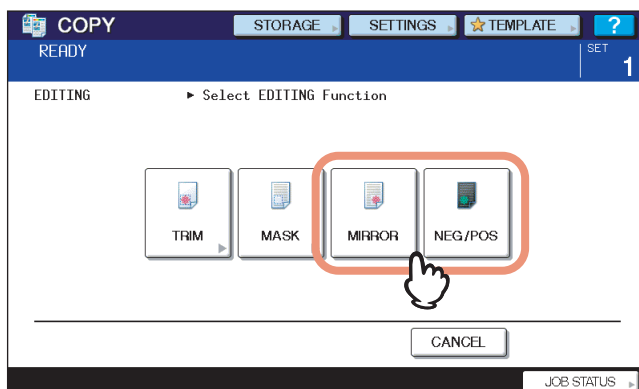 COPY STORAGE SETTINGS TEMPLATE ?
READY SET
1
EDITING ► Select EDITING Function
TRIM MASK MIRROR NEG/POS
CANCEL
JOB STATUS